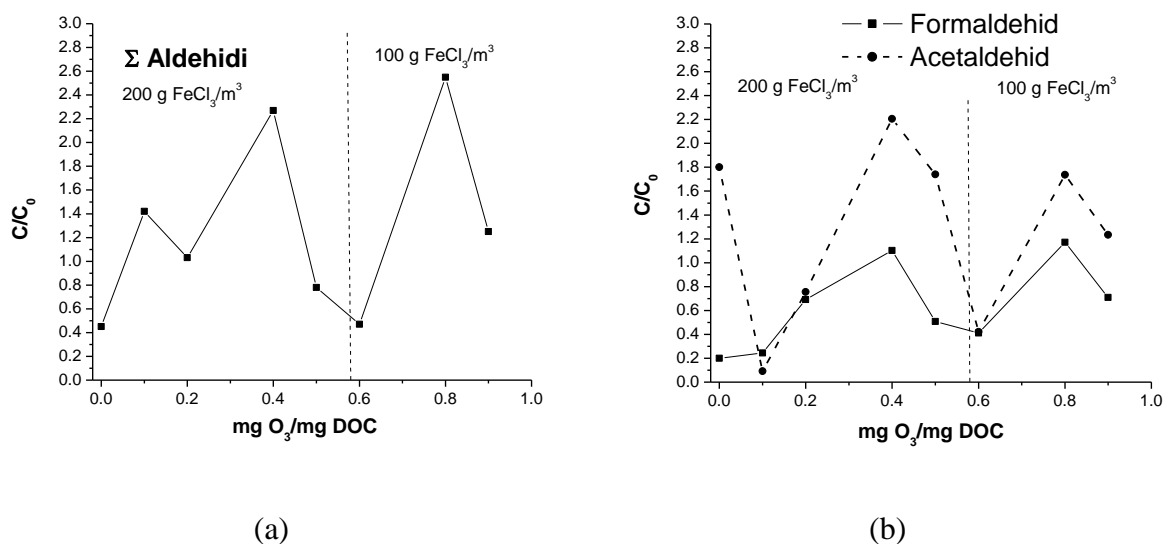 3.0
2.8
2.6
2.4
2.2
2.0
1.8
1.6
1.4
1.2
1.0
0.8
0.6
0.4
0.2
0.0
C/C₀
Σ Aldehidi
200 g FeCl₃/m³
100 g FeCl₃/m³
0.0 0.2 0.4 0.6 0.8 1.0
mg O₃/mg DOC
(a)
3.0
2.8
2.6
2.4
2.2
2.0
1.8
1.6
1.4
1.2
1.0
0.8
0.6
0.4
0.2
0.0
C/C₀
Formaldehid
Acetaldehid
200 g FeCl₃/m³
100 g FeCl₃/m³
0.0 0.2 0.4 0.6 0.8 1.0
mg O₃/mg DOC
(b)